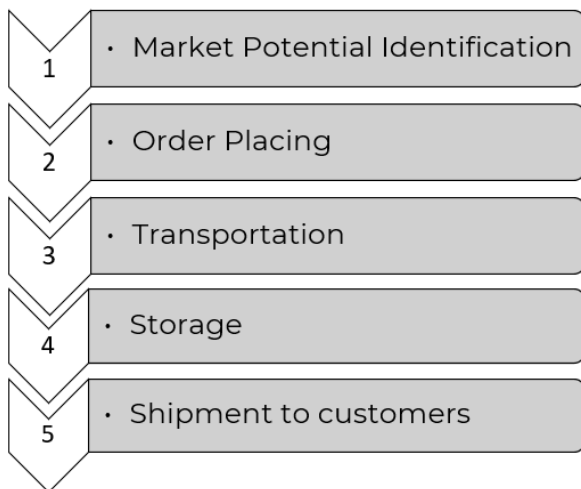 1
• Market Potential Identification
2
• Order Placing
3
• Transportation
4
• Storage
5
• Shipment to customers